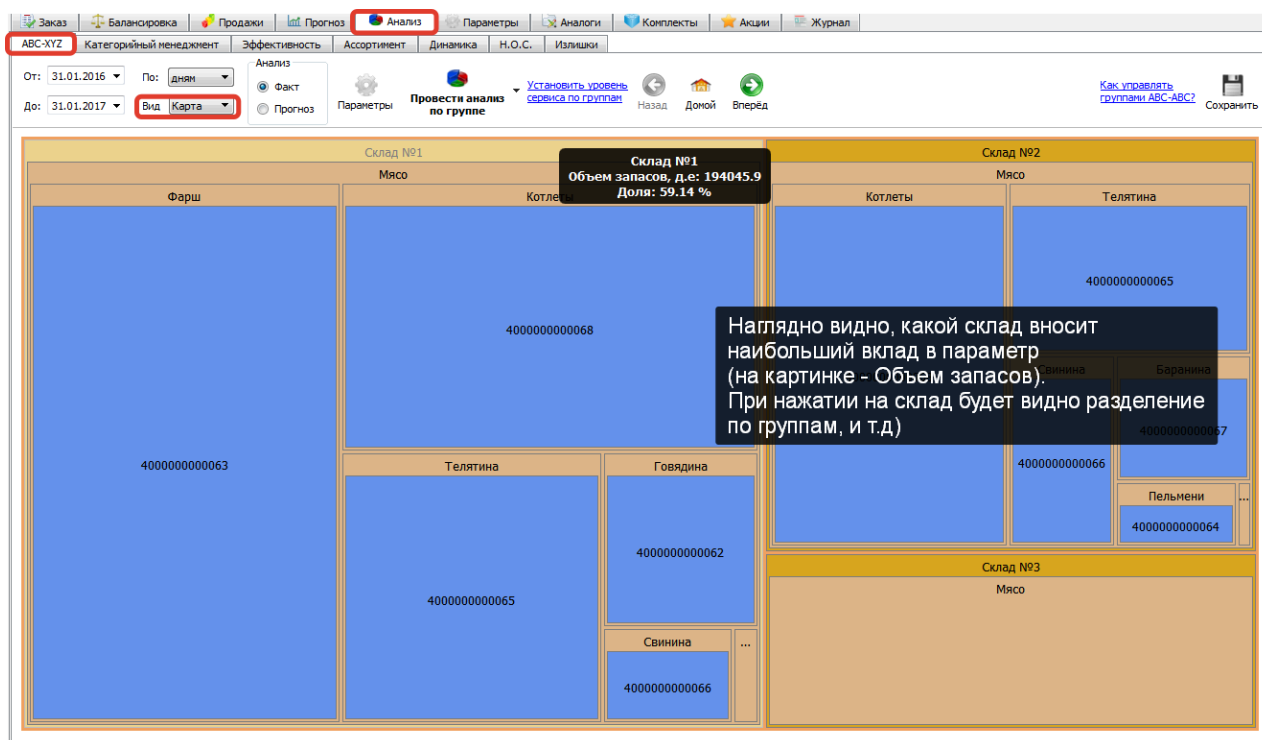 Заказ Балансировка Продажи Прогноз Анализ Параметры Аналоги Комплекты Акции Журнал
ABC-XYZ Категорийный менеджмент Эффективность Ассортимент Динамика Н.О.С. Излишки
От: 31.01.2016 По: дням
До: 31.01.2017 Вид Карта
Анализ
Факт
Прогноз
Параметры
Провести анализ
по группе
Установить уровень
сервиса по группам
Назад Домой Вперёд
Как управлять
группами ABC-ABC?
Сохранить
Склад №1
Мясо
Склад №1
Объем запасов, д.е: 194045.9
Доля: 59.14 %
Фарш
4000000000063
Котлеты
4000000000068
Телятина
4000000000065
Говядина
4000000000062
Свинина
4000000000066
...
Склад №2
Мясо
Котлеты
Телятина
4000000000065
Наглядно видно, какой склад вносит
наибольший вклад в параметр
(на картинке - Объем запасов).
При нажатии на склад будет видно разделение
по группам, и т.д)
Свинина
4000000000066
Баранина
4000000000067
Пельмени
4000000000064
...
Склад №3
Мясо